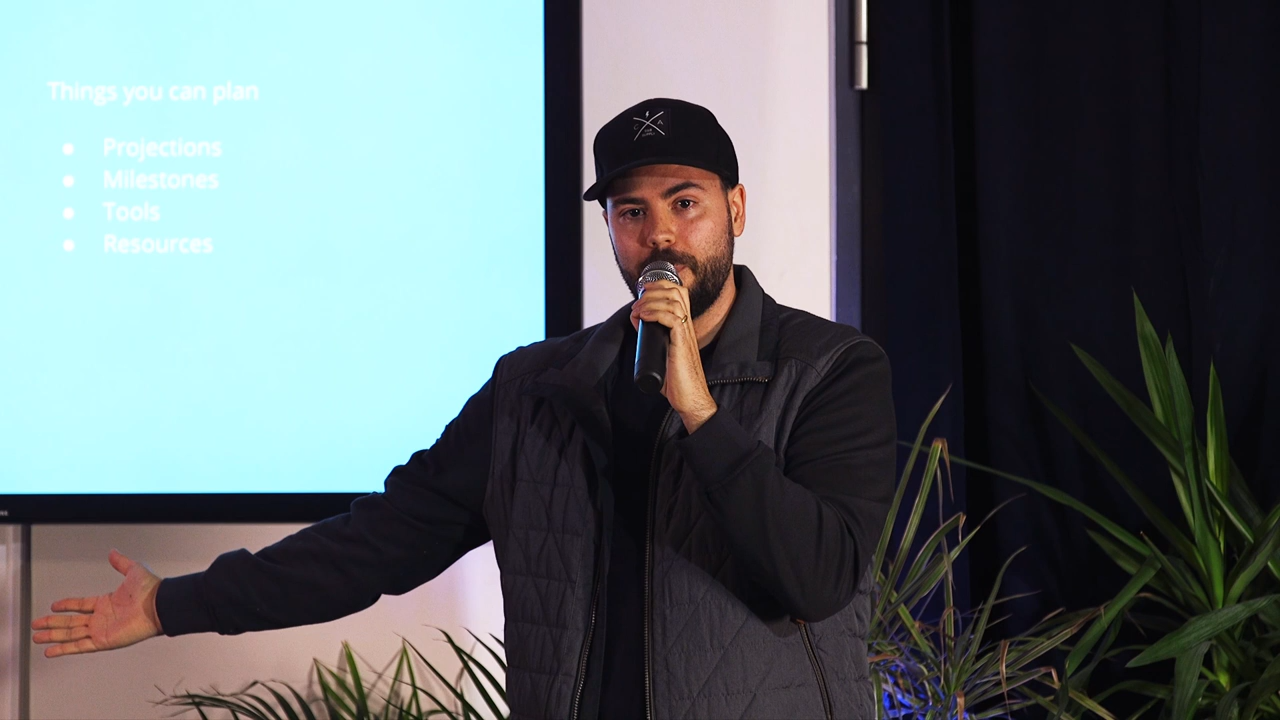 Things you can plan
● Projections
● Milestones
● Tools
● Resources
C A